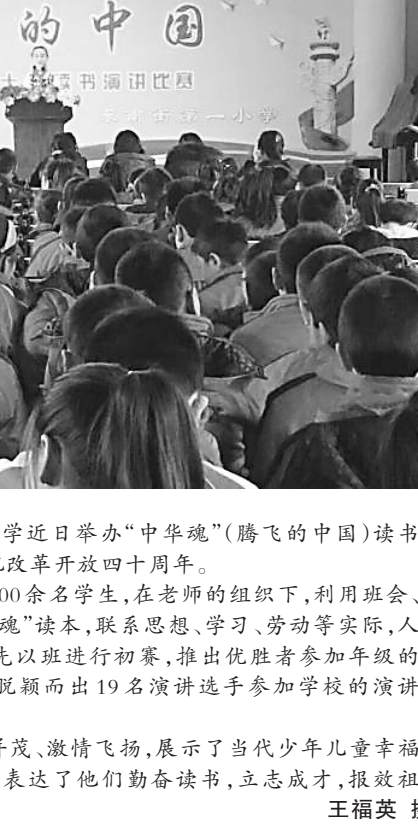 的中国
读书演讲比赛
街第一小学
学近日举办“中华魂”(腾飞的中国)读书
改革开放四十周年。
00余名学生,在老师的组织下,利用班会、
魂”读本,联系思想、学习、劳动等实际,人
先以班进行初赛,推出优胜者参加年级的
脱颖而出19名演讲选手参加学校的演讲
并茂、激情飞扬,展示了当代少年儿童幸福
表达了他们勤奋读书,立志成才,报效祖
王福英